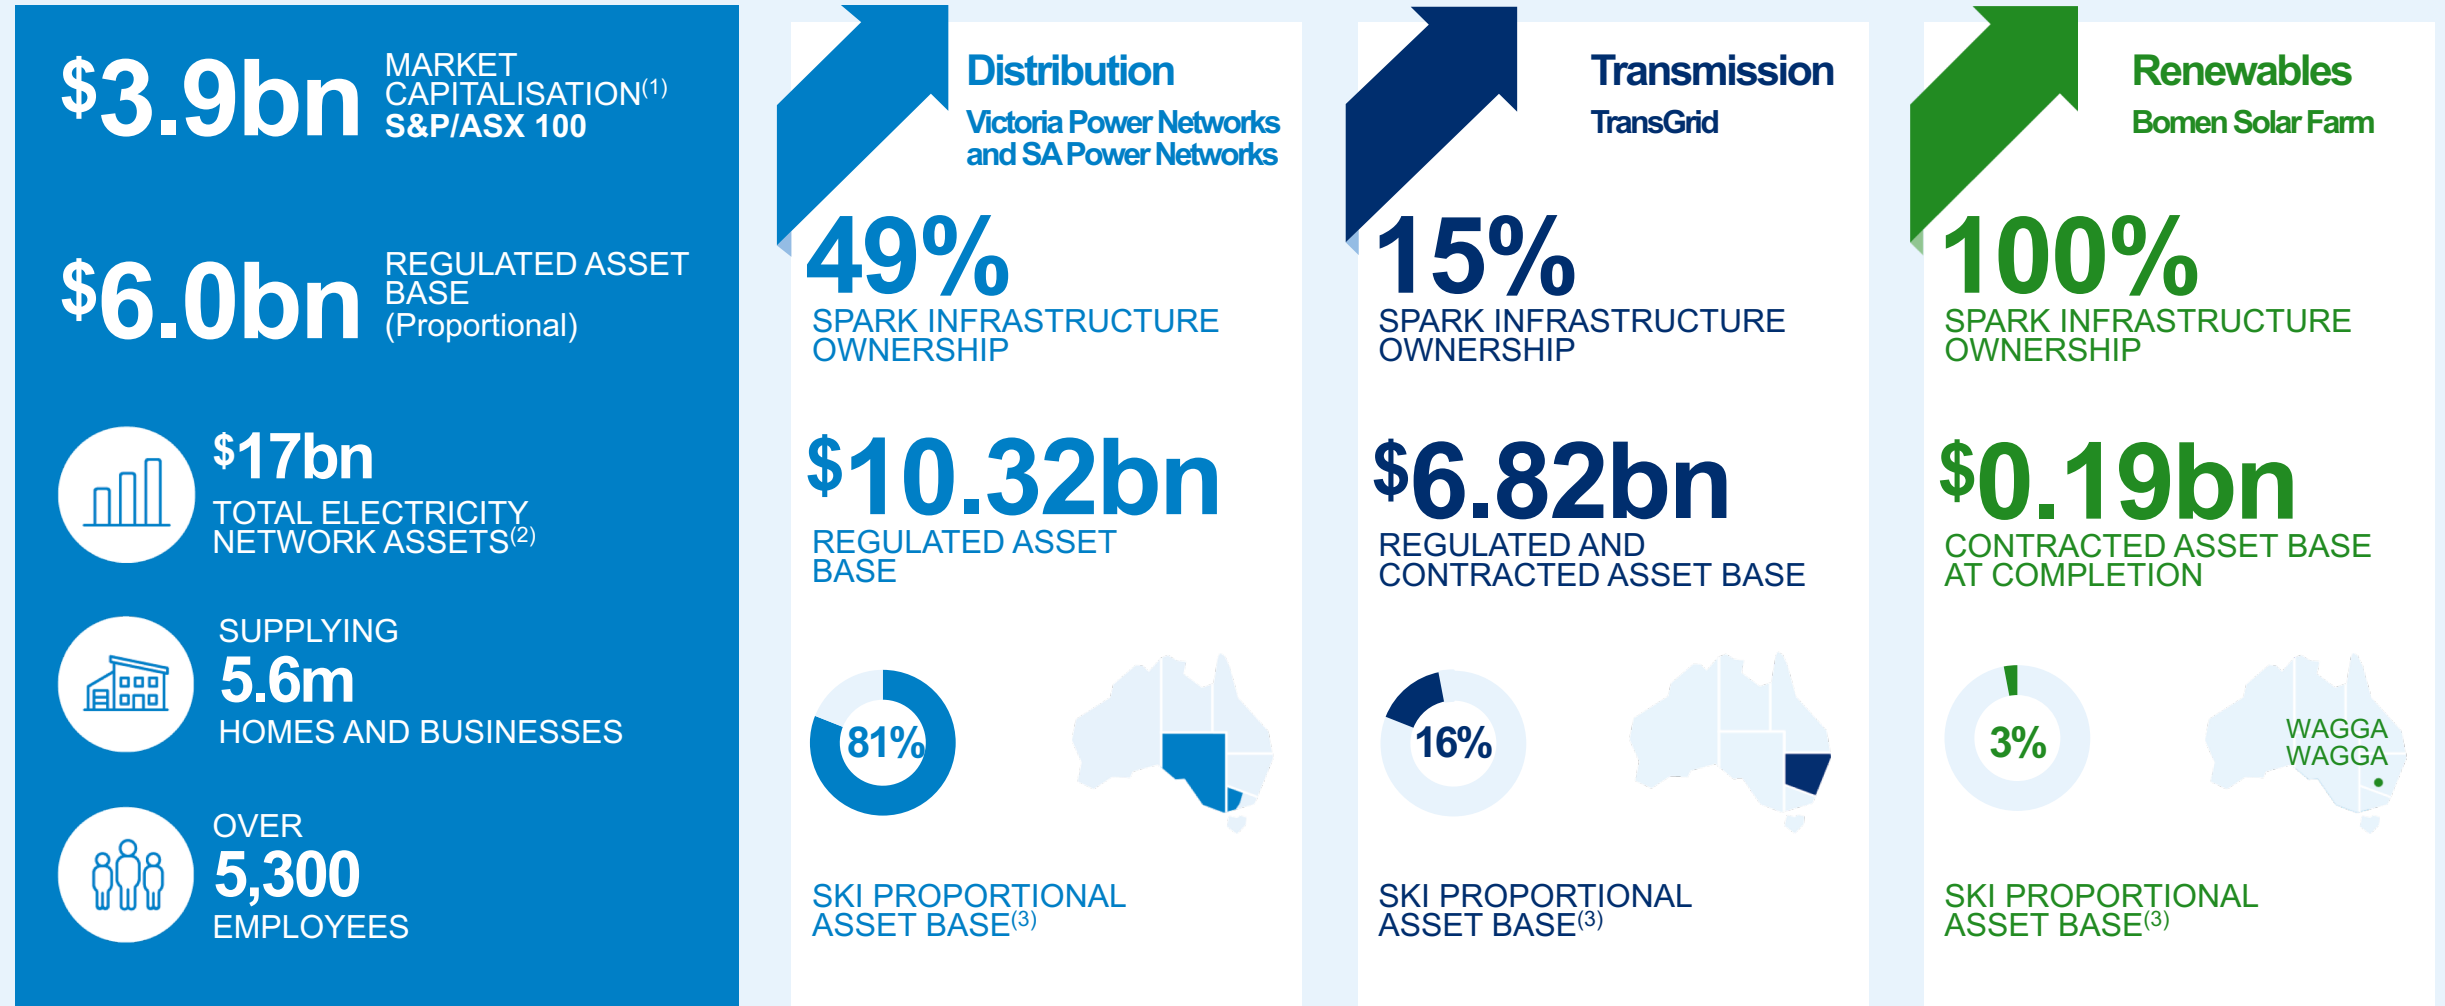 $3.9bn
MARKET
CAPITALISATION(1)
S&P/ASX 100
$6.0bn
REGULATED ASSET
BASE
(Proportional)
$17bn
TOTAL ELECTRICITY
NETWORK ASSETS(2)
SUPPLYING
5.6m
HOMES AND BUSINESSES
OVER
5,300
EMPLOYEES
Distribution
Victoria Power Networks
and SA Power Networks
49%
SPARK INFRASTRUCTURE
OWNERSHIP
$10.32bn
REGULATED ASSET
BASE
81%
SKI PROPORTIONAL
ASSET BASE(3)
Transmission
TransGrid
15%
SPARK INFRASTRUCTURE
OWNERSHIP
$6.82bn
REGULATED AND
CONTRACTED ASSET BASE
16%
SKI PROPORTIONAL
ASSET BASE(3)
Renewables
Bomen Solar Farm
100%
SPARK INFRASTRUCTURE
OWNERSHIP
$0.19bn
CONTRACTED ASSET BASE
AT COMPLETION
3%
WAGGA
WAGGA
SKI PROPORTIONAL
ASSET BASE(3)